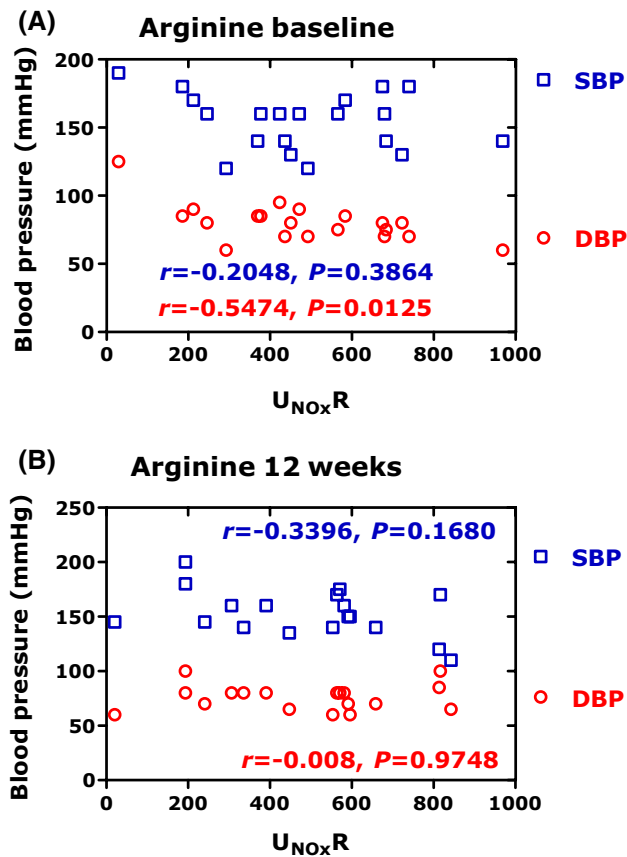 (A)
Arginine baseline
Blood pressure (mmHg)
200
150
100
50
0
SBP
DBP
r=-0.2048, P=0.3864
r=-0.5474, P=0.0125
0 200 400 600 800 1000
UNOxR
(B)
Arginine 12 weeks
Blood pressure (mmHg)
250
200
150
100
50
0
r=-0.3396, P=0.1680
SBP
DBP
r=-0.008, P=0.9748
0 200 400 600 800 1000
UNOxR